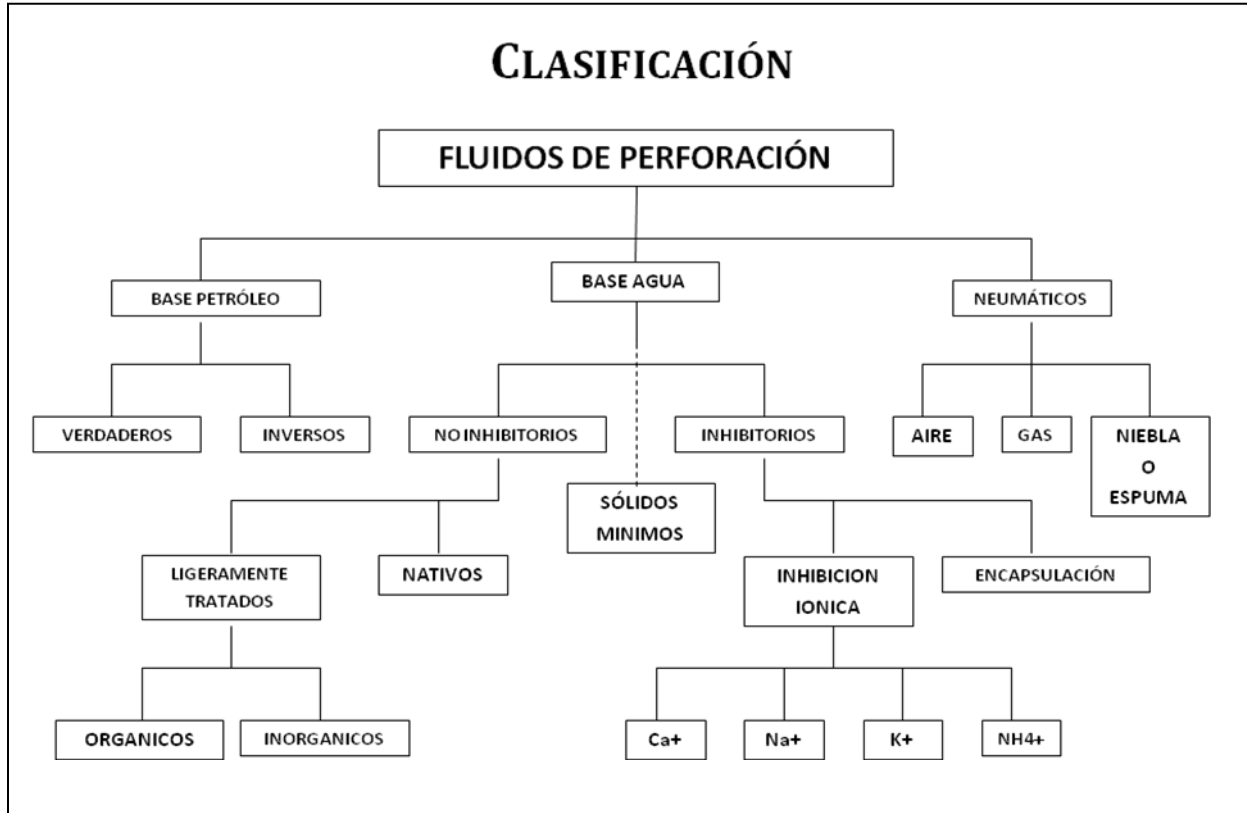 CLASIFICACIÓN
FLUIDOS DE PERFORACIÓN
BASE PETRÓLEO
BASE AGUA
NEUMÁTICOS
VERDADEROS
INVERSOS
NO INHIBITORIOS
INHIBITORIOS
AIRE
GAS
NIEBLA
O
ESPUMA
SÓLIDOS
MINIMOS
LIGERAMENTE
TRATADOS
NATIVOS
INHIBICION
IONICA
ENCAPSULACIÓN
ORGANICOS
INORGANICOS
Ca+
Na+
K+
NH4+